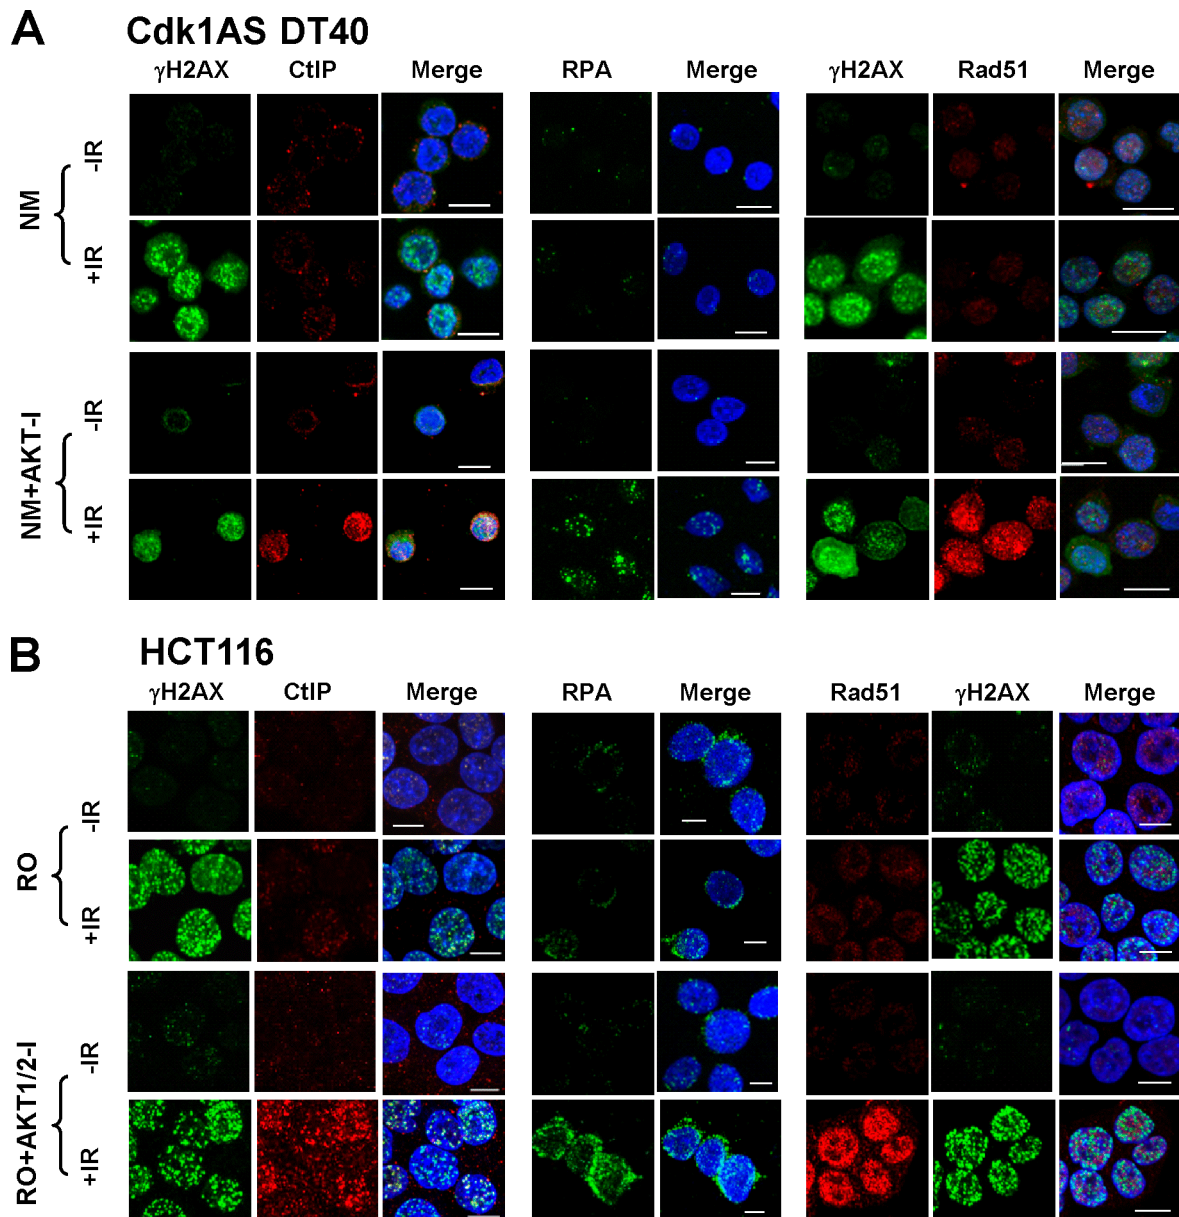 A Cdk1AS DT40
γH2AX CtIP Merge RPA Merge γH2AX Rad51 Merge
NM
-IR
+IR
NM+AKT-I
-IR
+IR
B HCT116
γH2AX CtIP Merge RPA Merge Rad51 γH2AX Merge
RO
-IR
+IR
RO+AKT1/2-I
-IR
+IR